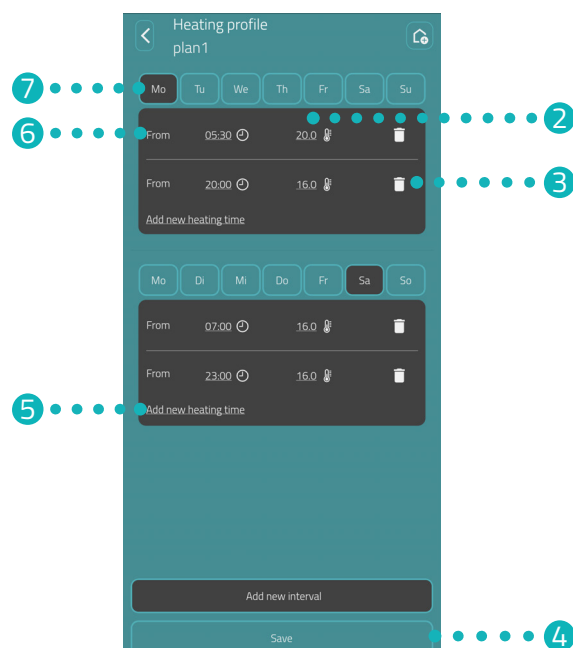 Heating profile
plan1
7
Mo Tu We Th Fr Sa Su
2
6
From 05:30 20.0
3
From 20:00 16.0
Add new heating time
Mo Di Mi Do Fr Sa So
From 07:00 16.0
From 23:00 16.0
5
Add new heating time
Add new interval
Save
4